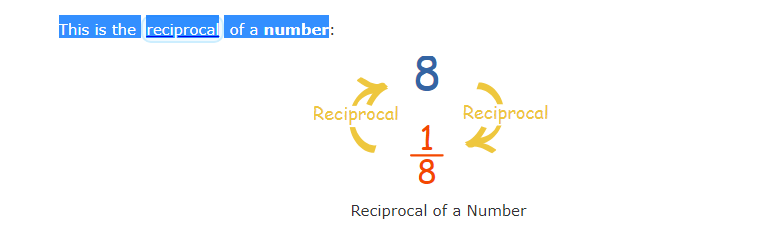 This is the reciprocal of a number:
8
Reciprocal Reciprocal
1
8
Reciprocal of a Number